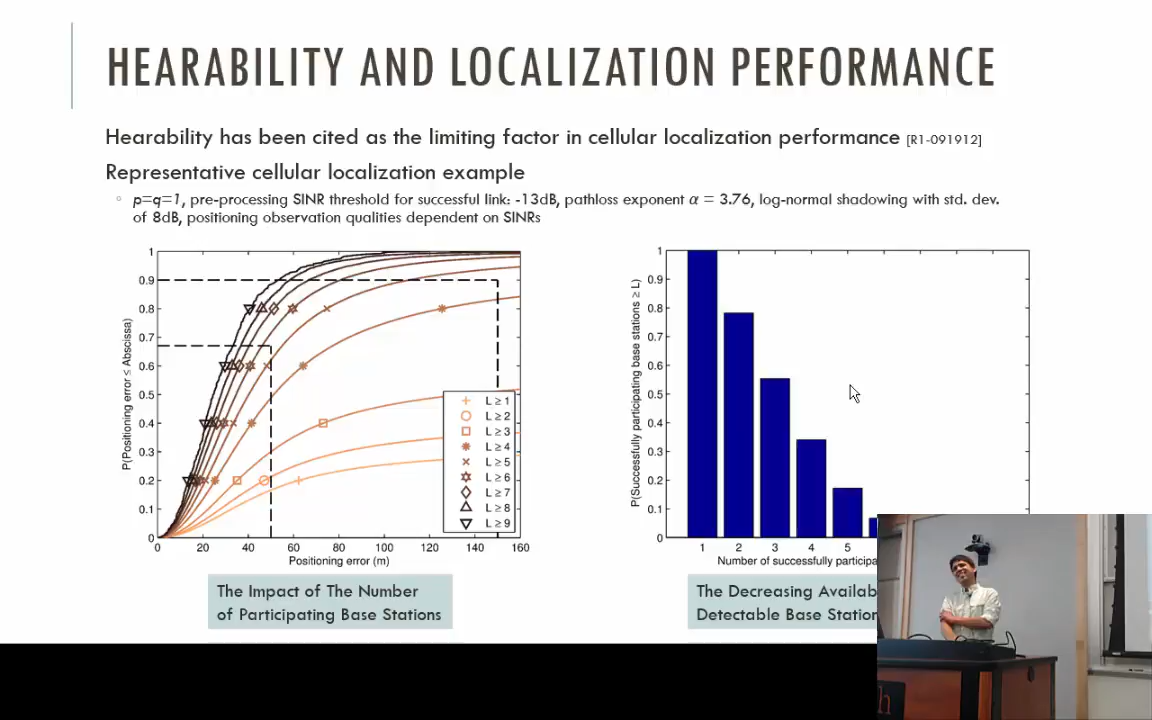 HEARABILITY AND LOCALIZATION PERFORMANCE
Hearability has been cited as the limiting factor in cellular localization performance [R1-091912]
Representative cellular localization example
p=q=1, pre-processing SINR threshold for successful link: -13dB, pathloss exponent α = 3.76, log-normal shadowing with std. dev.
of 8dB, positioning observation qualities dependent on SINRs
P(Positioning error ≤ Abscissa)
1
0.9
0.8
0.7
0.6
0.5
0.4
0.3
0.2
0.1
0
0 20 40 60 80 100 120 140 160
Positioning error (m)
L ≥ 1
L ≥ 2
L ≥ 3
L ≥ 4
L ≥ 5
L ≥ 6
L ≥ 7
L ≥ 8
L ≥ 9
The Impact of The Number
of Participating Base Stations
P(Successfully participating base stations ≥ L)
1
0.9
0.8
0.7
0.6
0.5
0.4
0.3
0.2
0.1
0
1 2 3 4 5
Number of successfully participa
The Decreasing Availab
Detectable Base Station